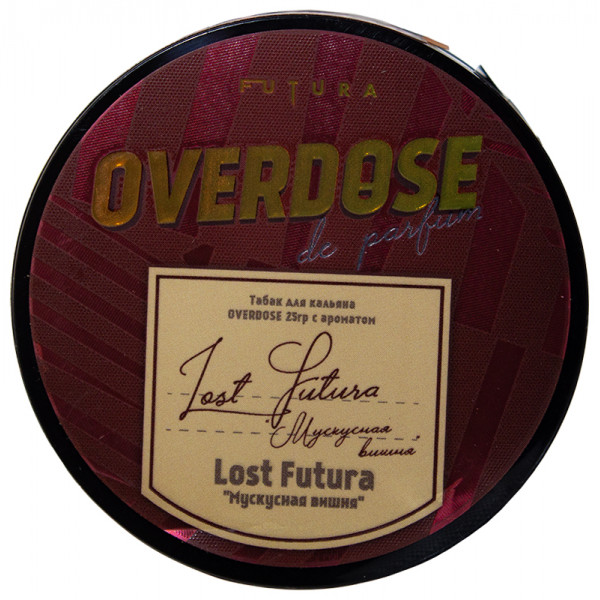 FUTURA
OVERDOSE
de parfum
Табак для кальяна
OVERDOSE 25гр с ароматом
Lost Futura
"Мускусная
вишня"
Lost Futura
"Мускусная вишня"